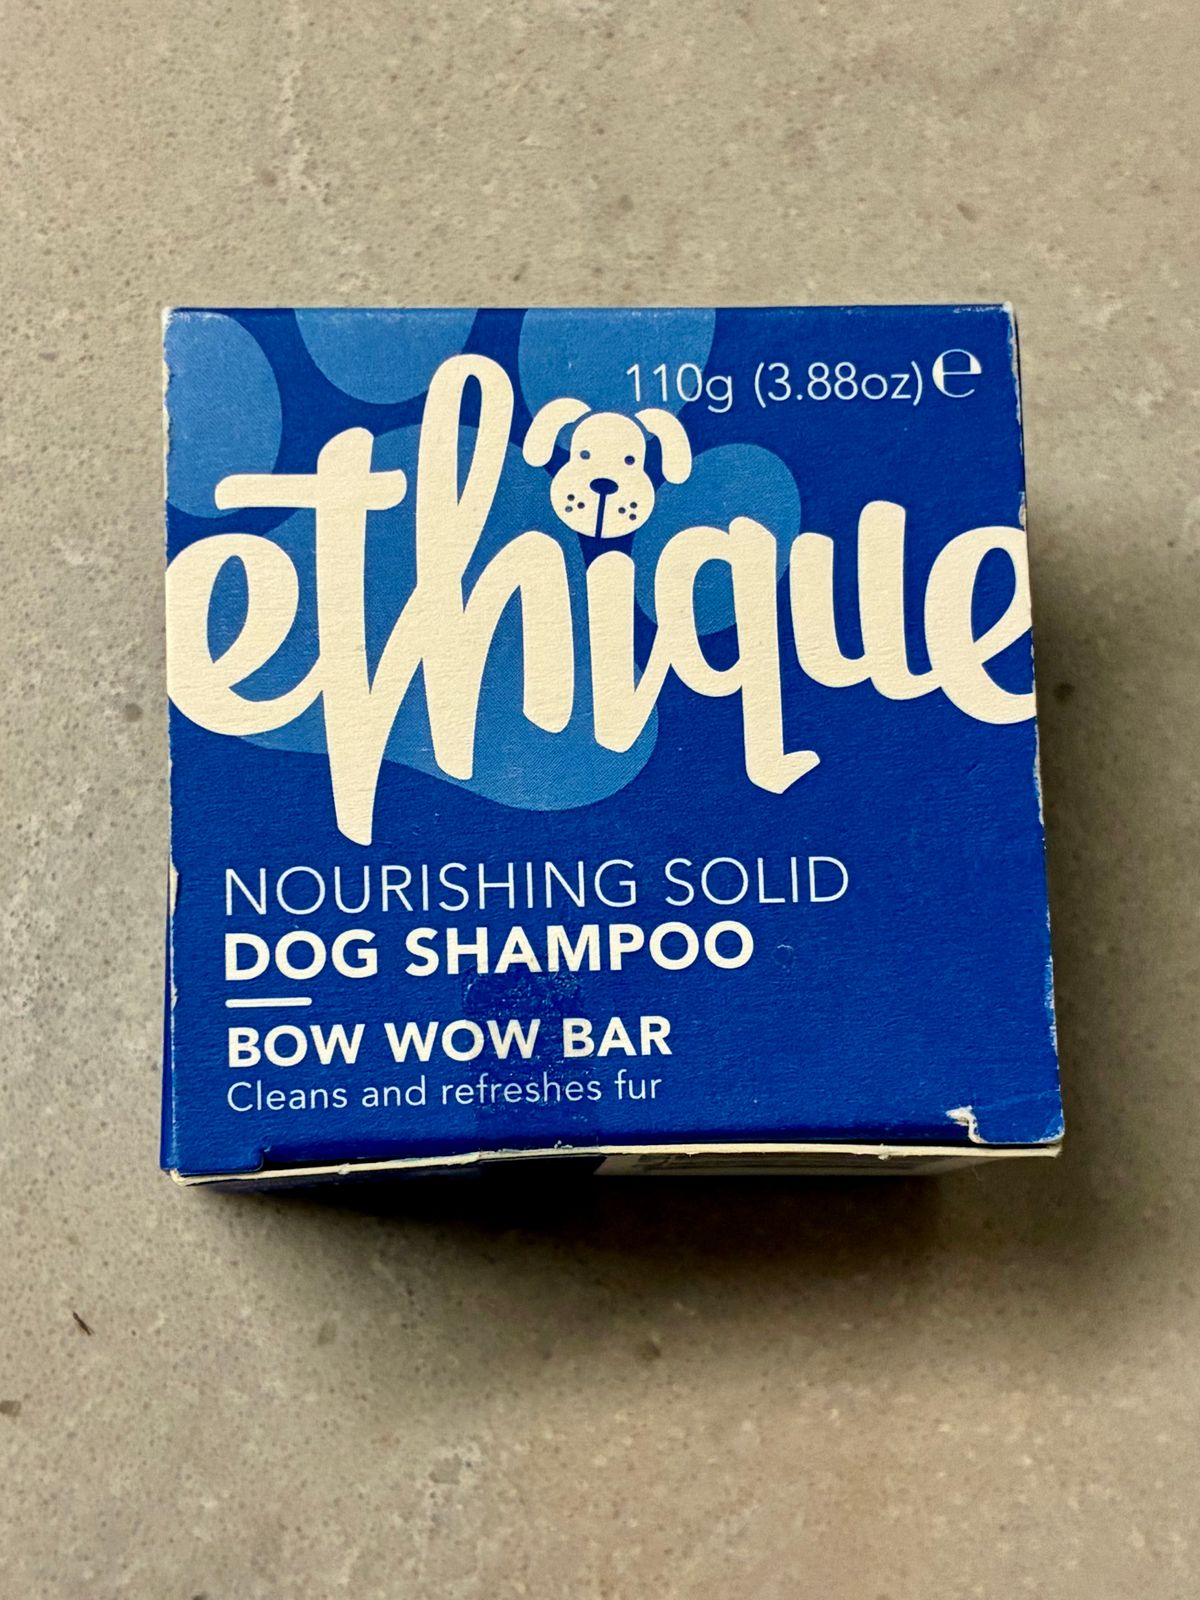 110g (3.88oz) ℮
ethique
NOURISHING SOLID
DOG SHAMPOO
BOW WOW BAR
Cleans and refreshes fur